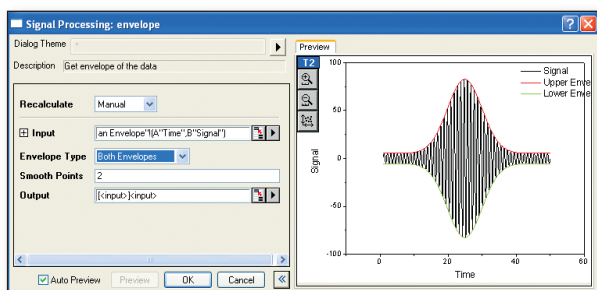 Signal Processing: envelope
Dialog Theme
Description Get envelope of the data
Recalculate Manual
Input [an Envelope"!(A"Time",B"Signal")
Envelope Type Both Envelopes
Smooth Points 2
Output [<input>]<input>
Auto Preview Preview OK Cancel
Preview
T2
100
50
0
-50
-100
Signal
Signal
Upper Enve
Lower Enve
0 20 40 60
Time